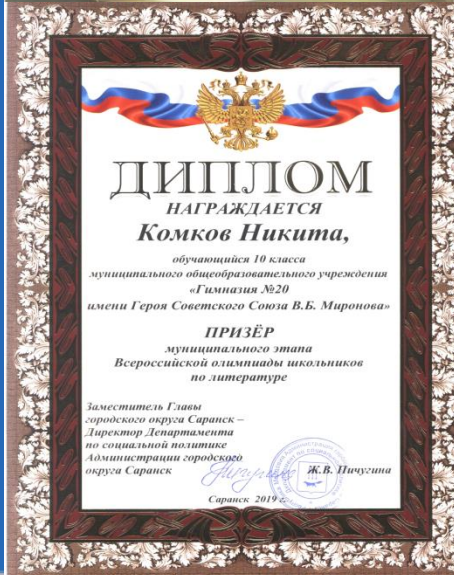 ДИПЛОМ
НАГРАЖДАЕТСЯ
Комков Никита,
обучающийся 10 класса
муниципального общеобразовательного учреждения
«Гимназия №20
имени Героя Советского Союза В.Б. Миронова»
ПРИЗЁР
муниципального этапа
Всероссийской олимпиады школьников
по литературе
Заместитель Главы
городского округа Саранск –
Директор Департамента
по социальной политике
Администрации городского
округа Саранск
Ж.В. Пичугина
Саранск 2019 г.